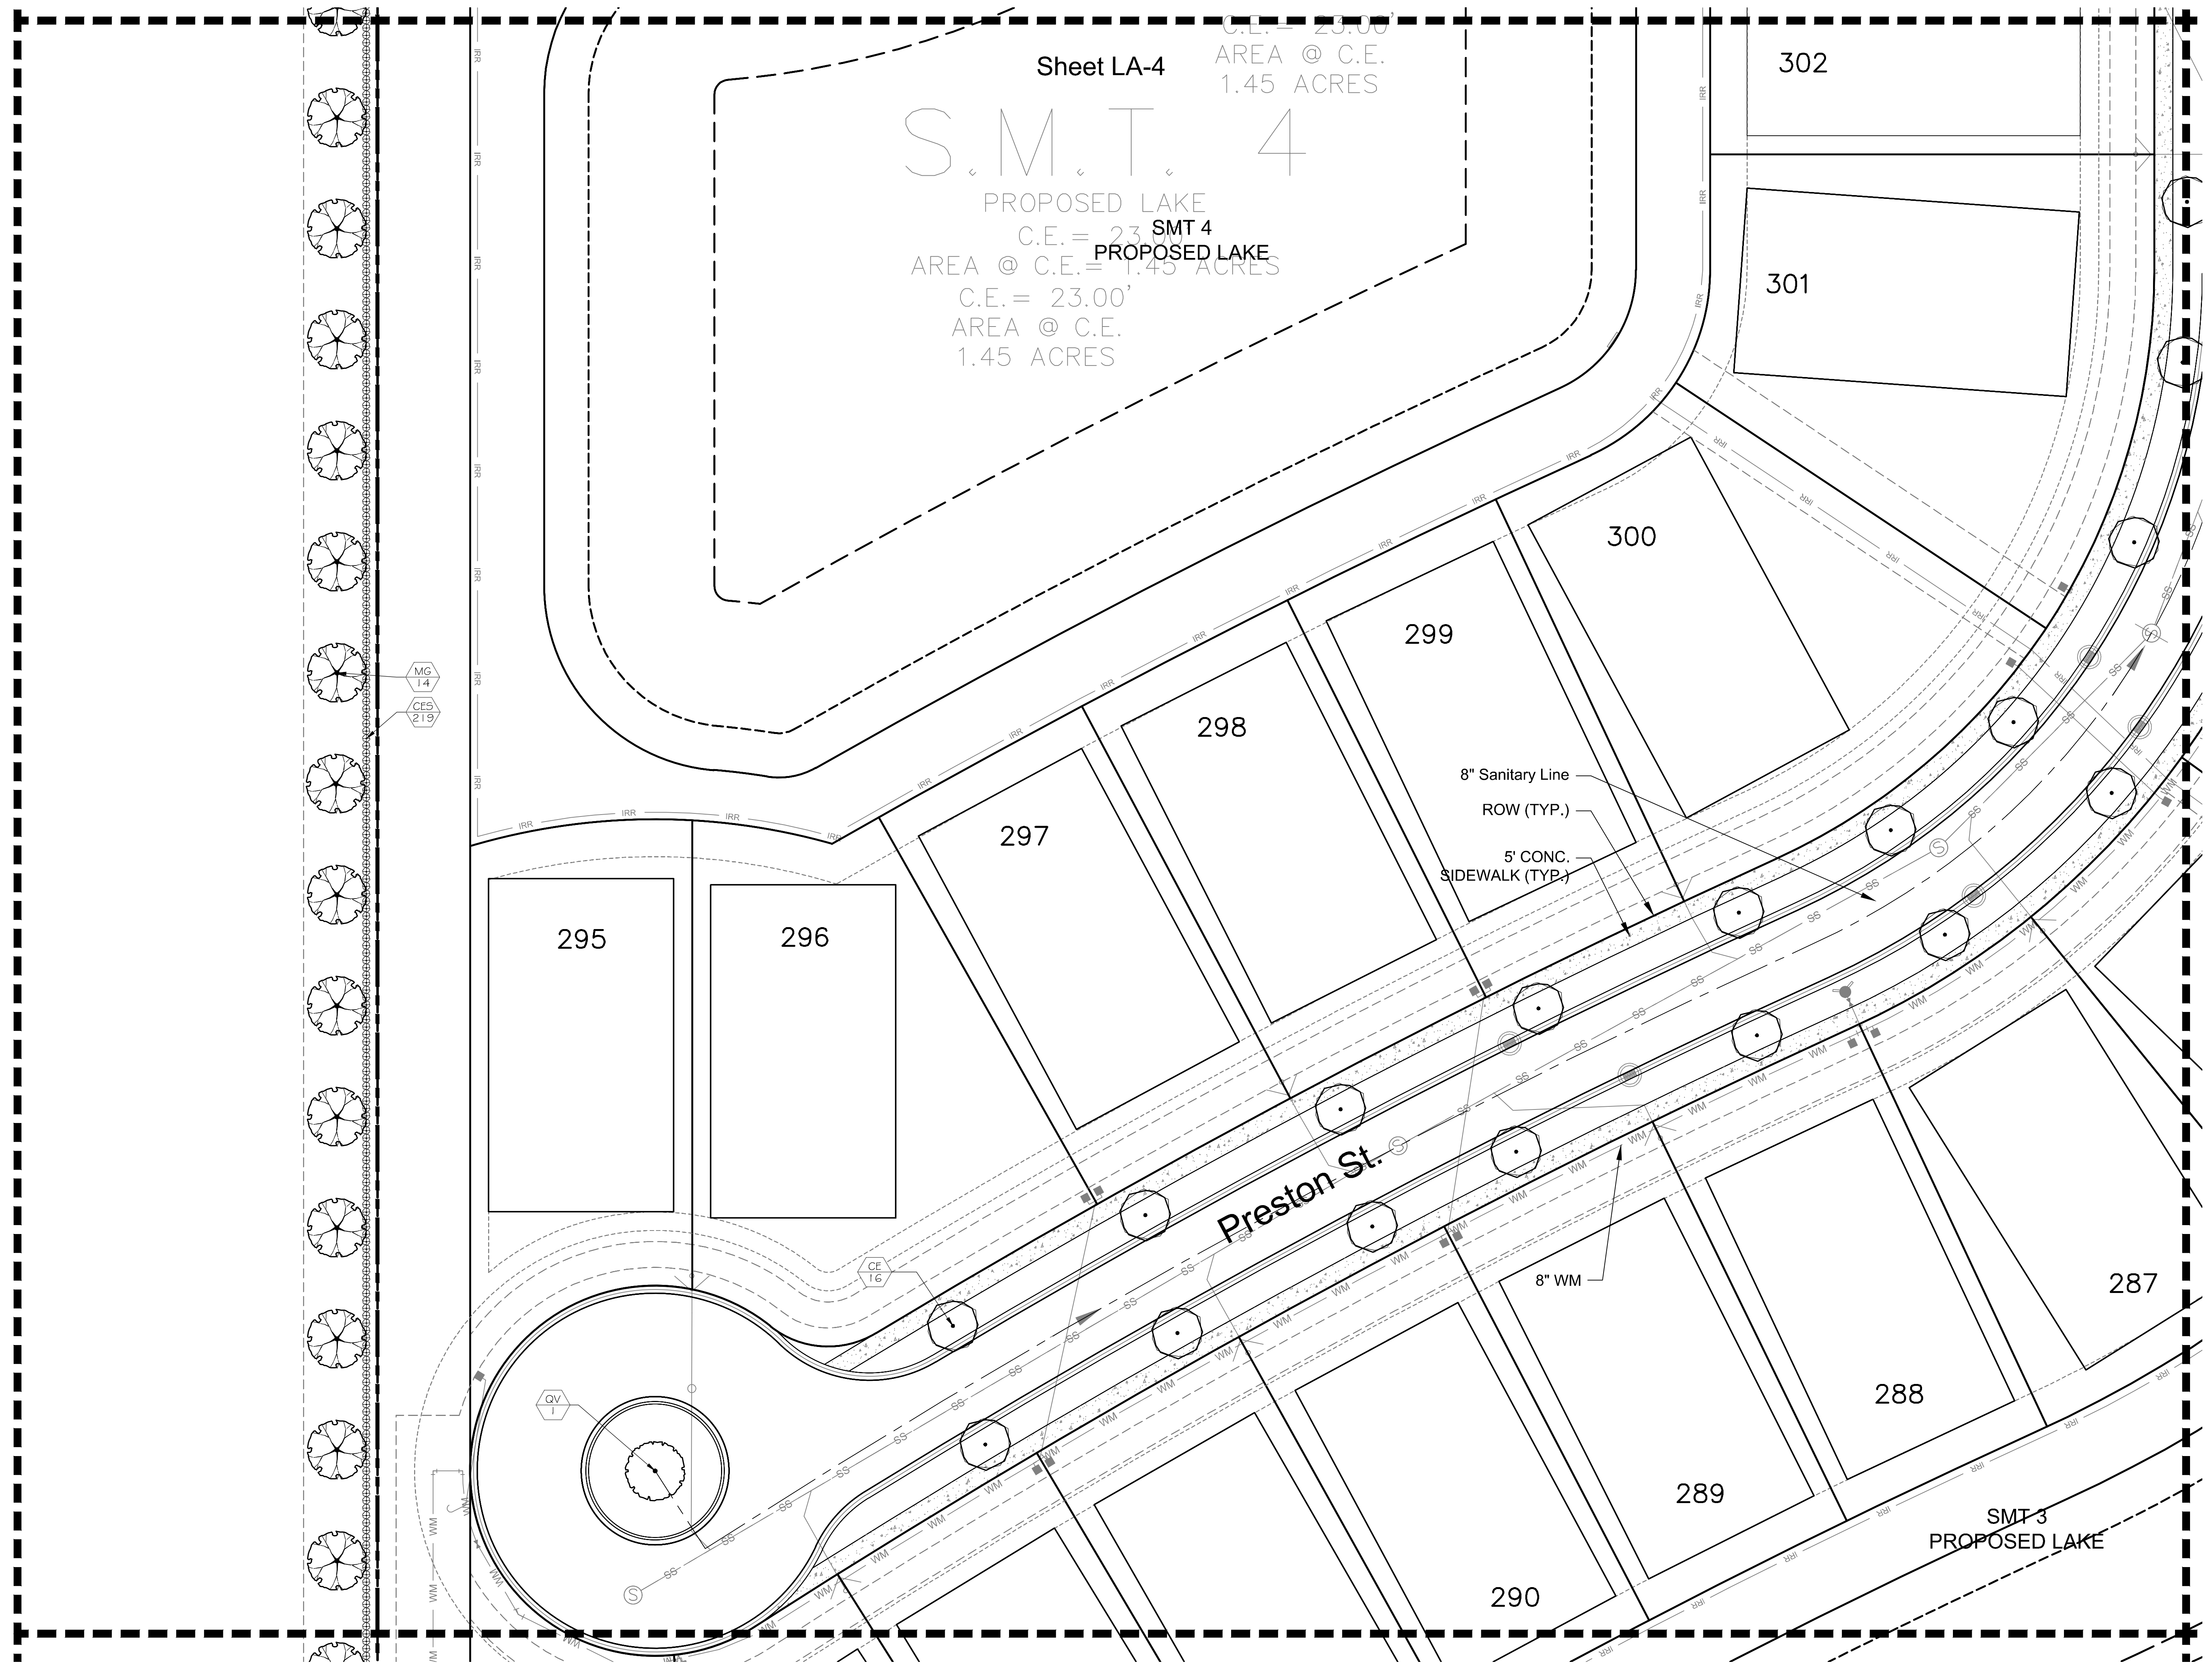 C.E.= 23.00'
Sheet LA-4
AREA @ C.E.
1.45 ACRES
302
S.M.T. 4
PROPOSED LAKE
C.E.= 23.00'
SMT 4
PROPOSED LAKE
AREA @ C.E.= 1.45 ACRES
C.E.= 23.00'
AREA @ C.E.
1.45 ACRES
301
300
299
298
297
MG
14
CES
219
8" Sanitary Line
ROW (TYP.)
5' CONC.
SIDEWALK (TYP.)
295
296
Preston St.
CE
16
8" WM
287
QV
1
288
289
SMT 3
PROPOSED LAKE
290
IRR
SS
WM
S